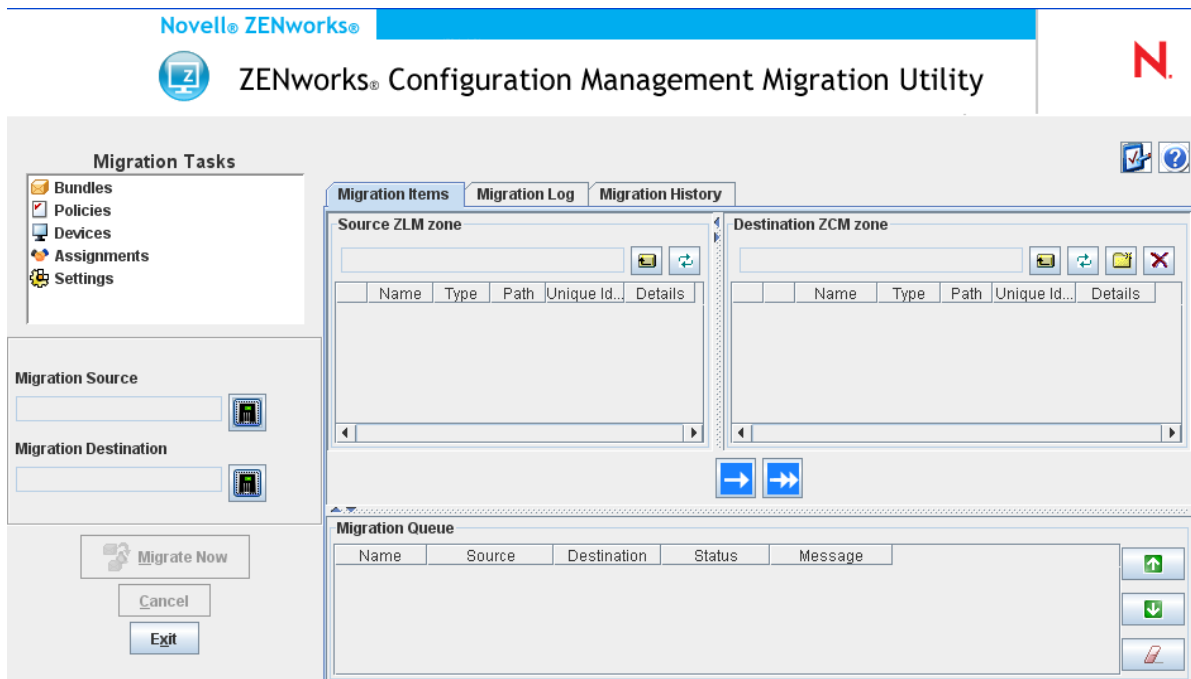 Novell® ZENworks®
Z
ZENworks® Configuration Management Migration Utility
N.
Migration Tasks
Bundles
Policies
Devices
Assignments
Settings
Migration Source
Migration Destination
Migrate Now
Cancel
Exit
Migration Items Migration Log Migration History
Source ZLM zone
Name Type Path Unique Id... Details
Destination ZCM zone
Name Type Path Unique Id... Details
Migration Queue
Name Source Destination Status Message